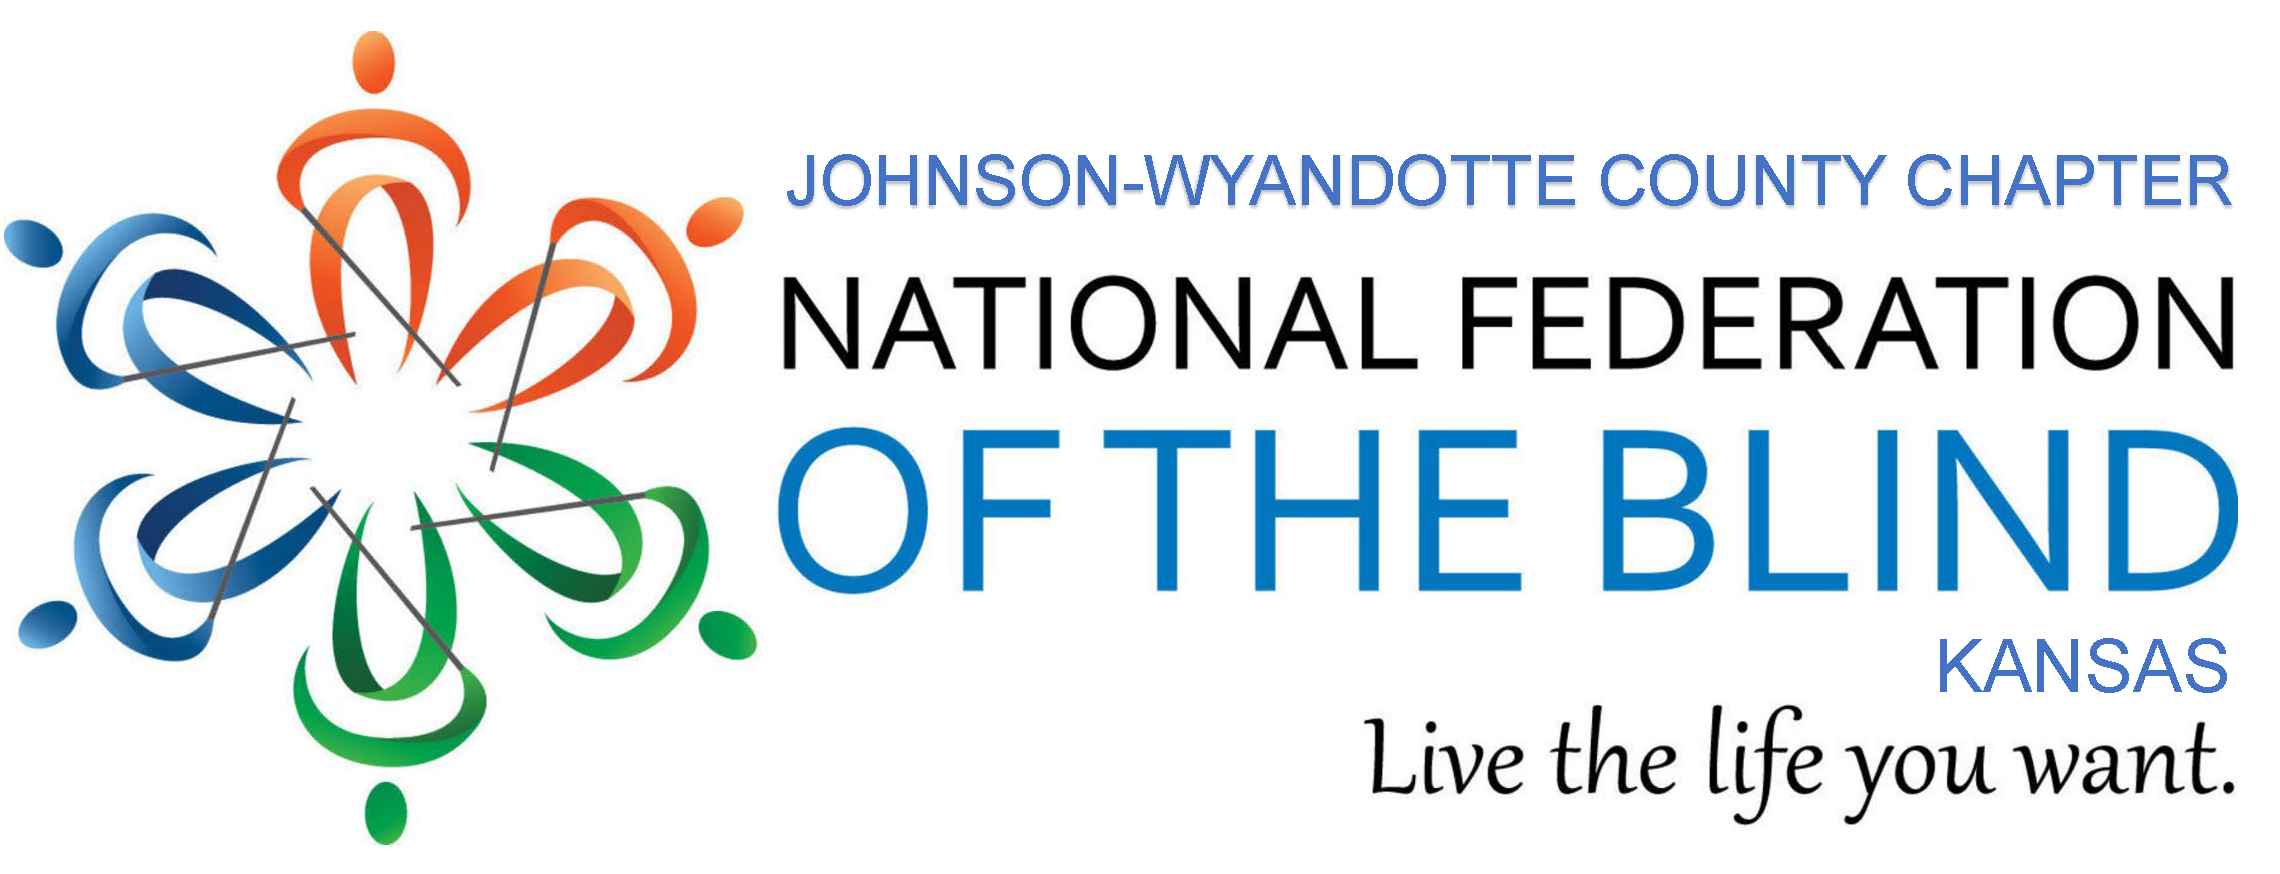 JOHNSON-WYANDOTTE COUNTY CHAPTER
NATIONAL FEDERATION
OF THE BLIND
KANSAS
Live the life you want.